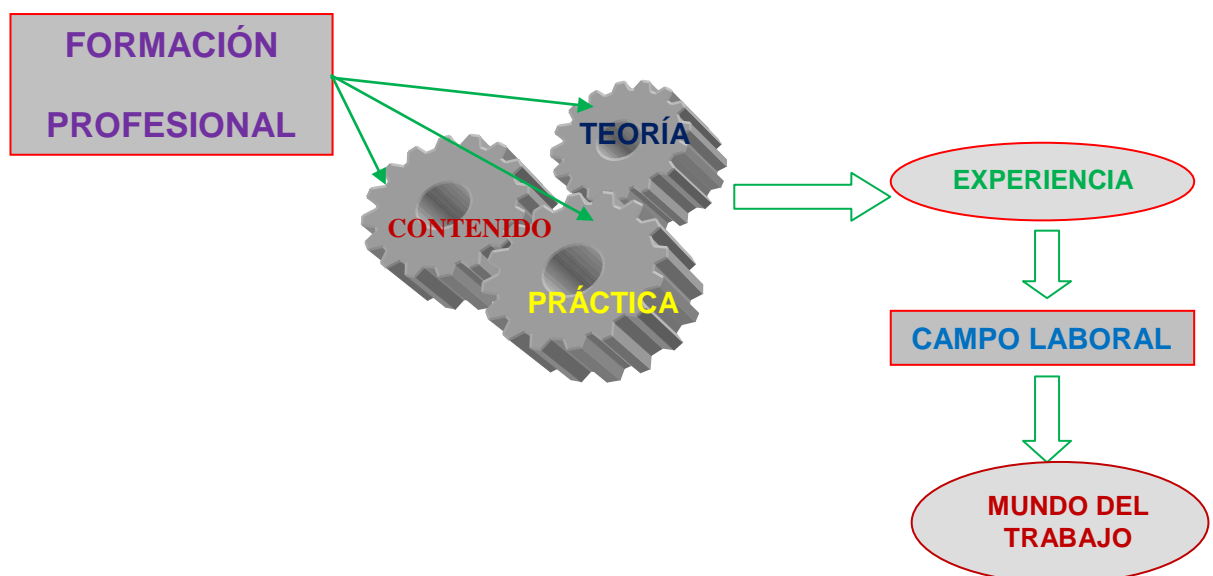 FORMACIÓN
PROFESIONAL
TEORÍA
CONTENIDO
PRÁCTICA
EXPERIENCIA
CAMPO LABORAL
MUNDO DEL
TRABAJO